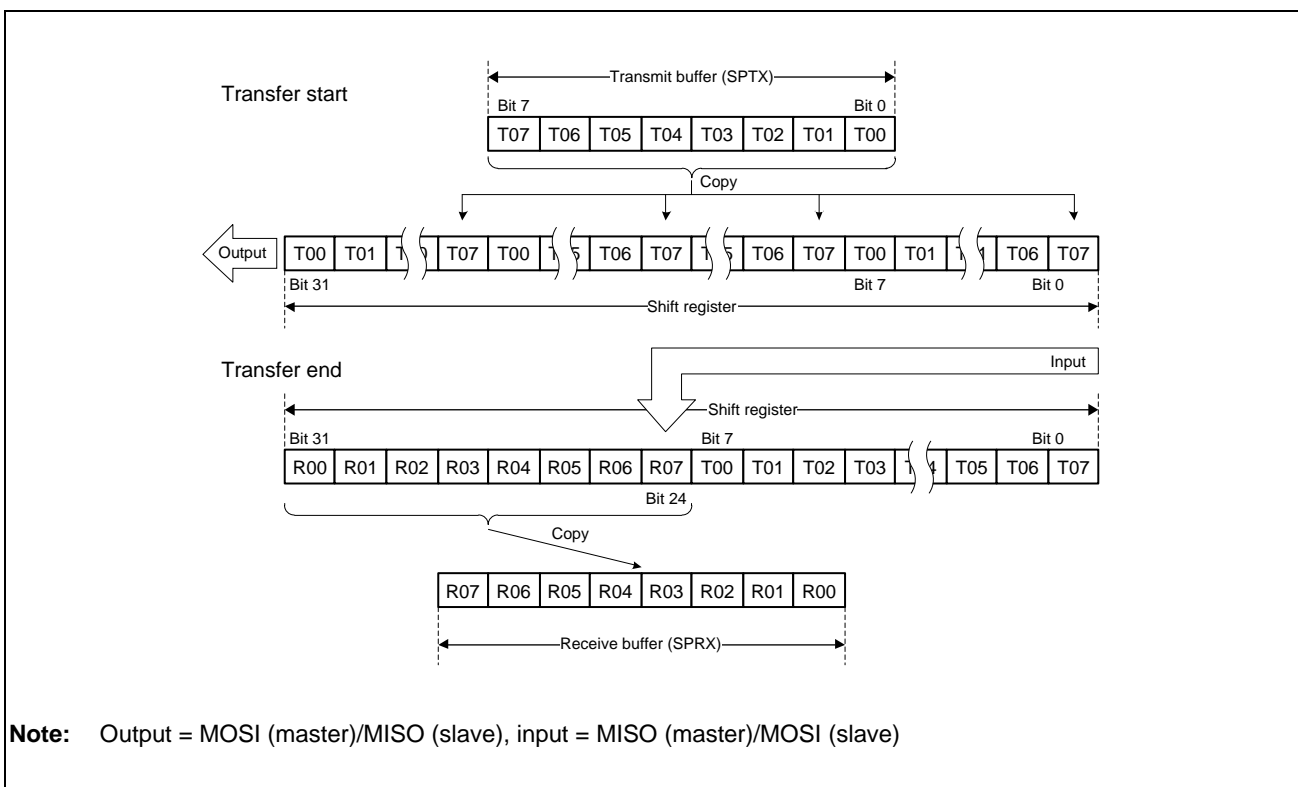 Transfer start
Transmit buffer (SPTX)
Bit 7 Bit 0
T07 T06 T05 T04 T03 T02 T01 T00
Copy
Output T00 T01 T07 T00 T06 T07 T06 T07 T00 T01 T06 T07
Bit 31 Bit 7 Bit 0
Shift register
Transfer end
Input
Shift register
Bit 31 Bit 7 Bit 0
R00 R01 R02 R03 R04 R05 R06 R07 T00 T01 T02 T03 T05 T06 T07
Bit 24
Copy
R07 R06 R05 R04 R03 R02 R01 R00
Receive buffer (SPRX)
Note: Output = MOSI (master)/MISO (slave), input = MISO (master)/MOSI (slave)